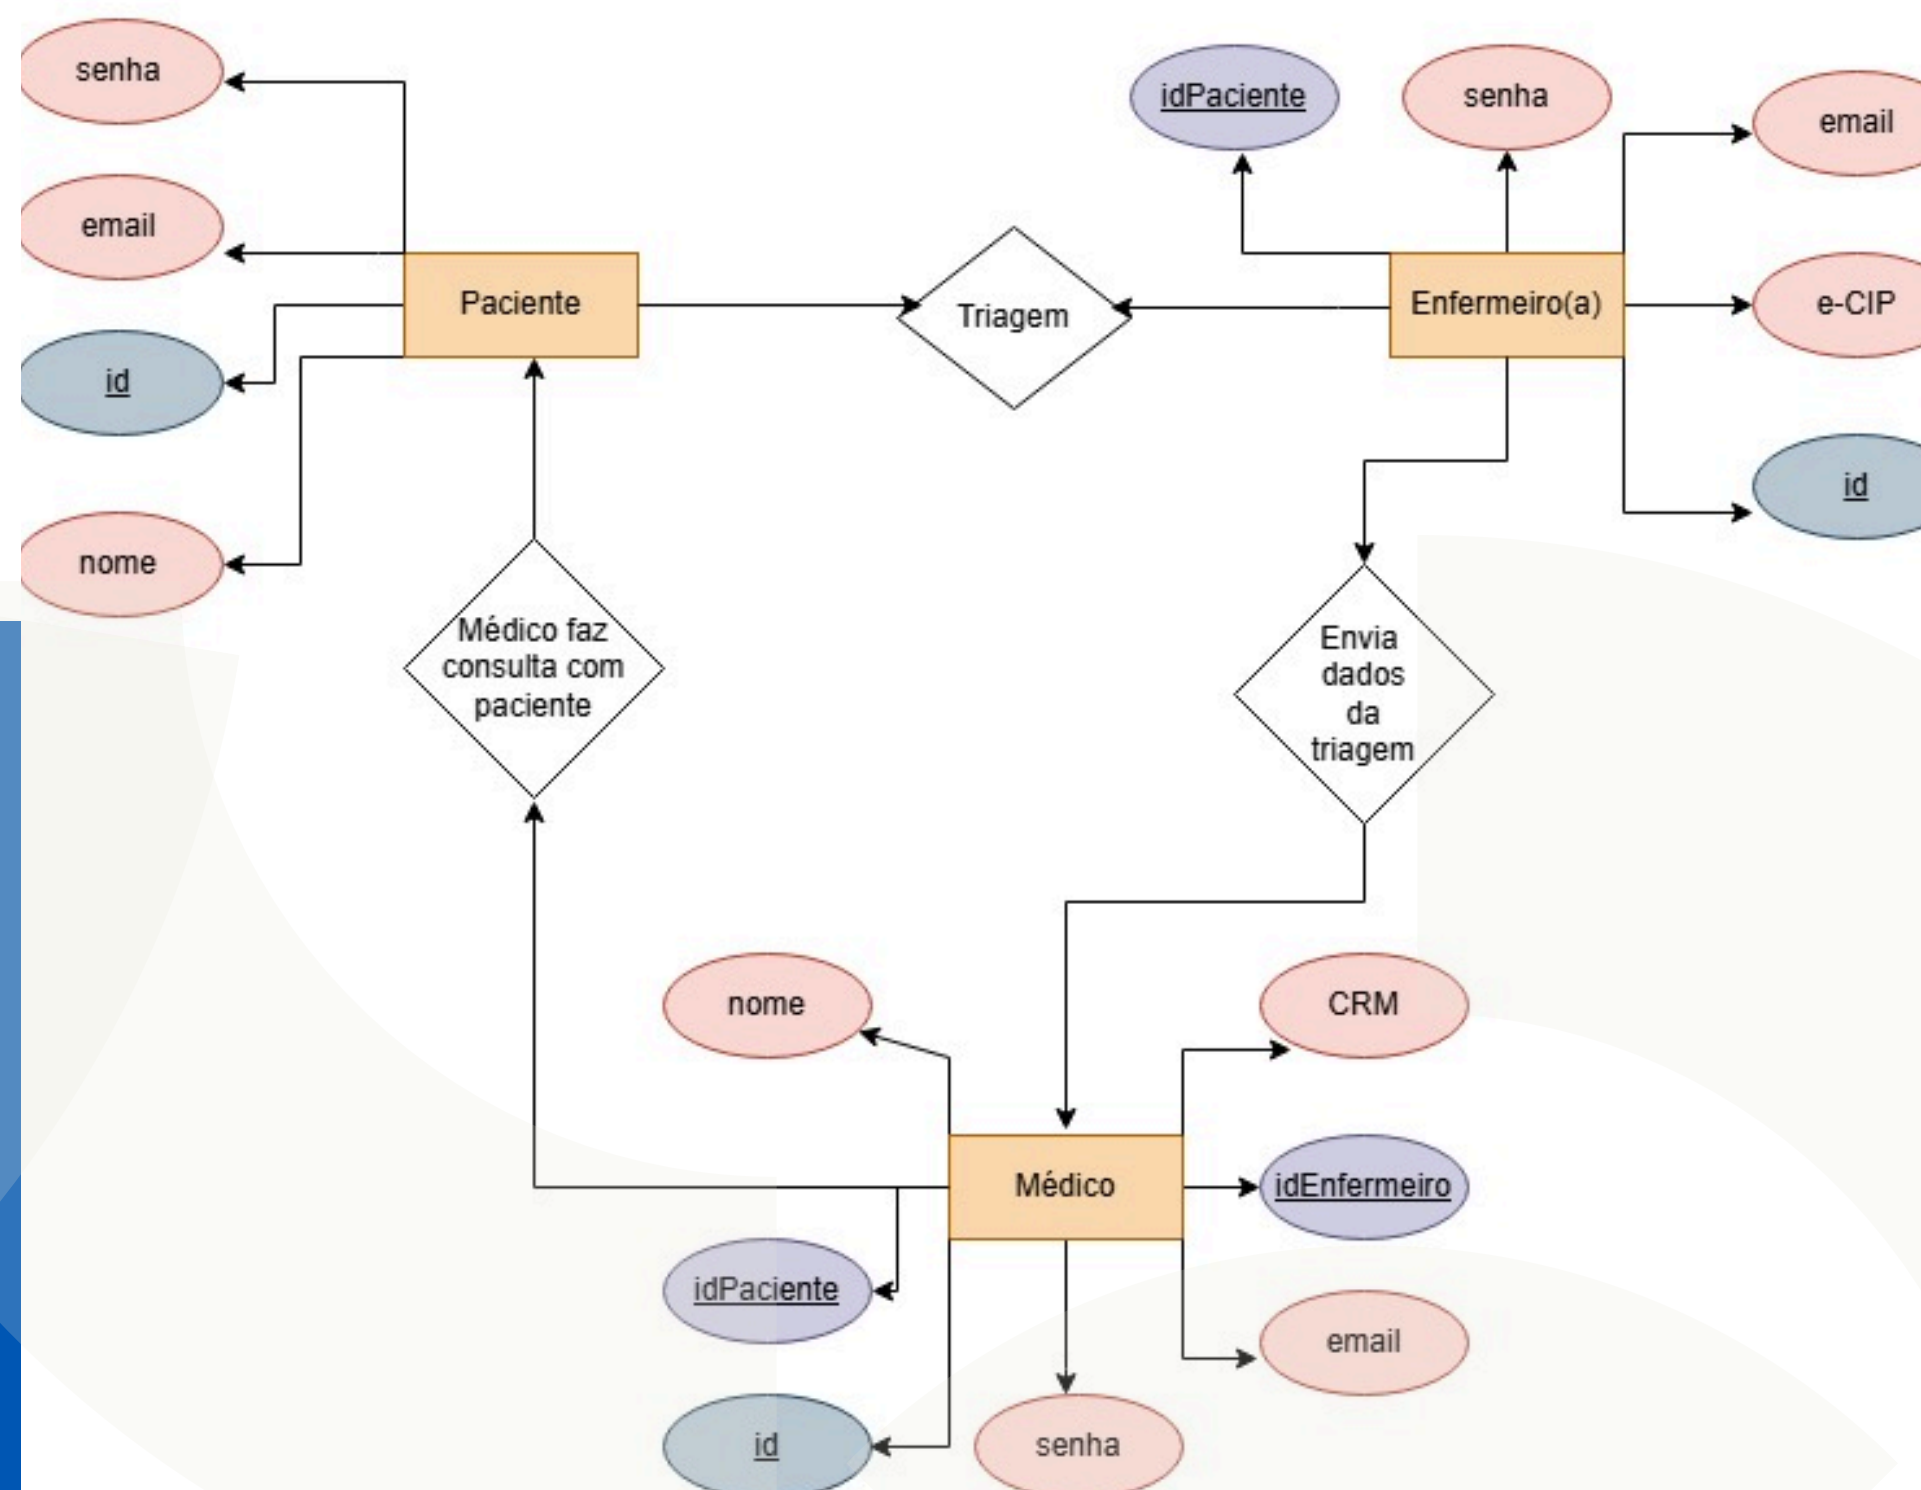 senha
email
id
nome
Paciente
Triagem
idPaciente
senha
email
Enfermeiro(a)
e-CIP
id
Médico faz
consulta com
paciente
Envia
dados
da
triagem
nome
CRM
Médico
idEnfermeiro
idPaciente
email
id
senha